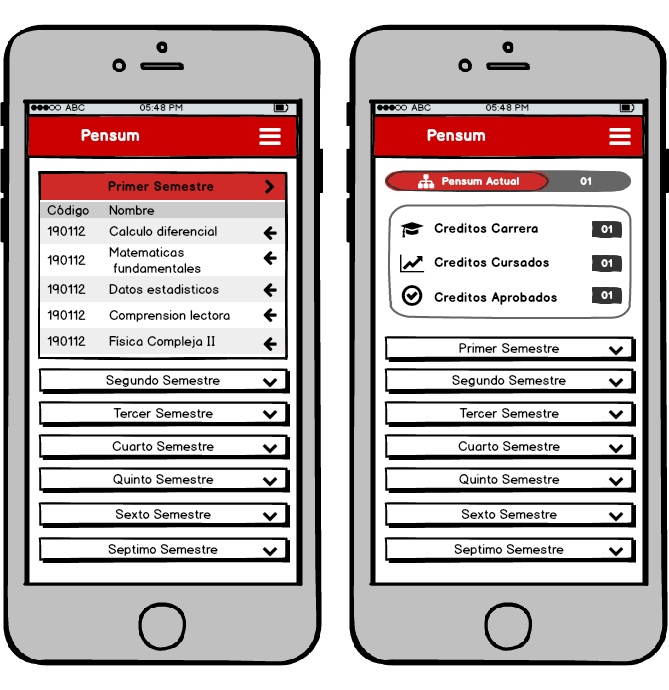 ABC 05:48 PM
Pensum
Primer Semestre
Código Nombre
190112 Calculo diferencial
190112 Matematicas
fundamentales
190112 Datos estadisticos
190112 Comprension lectora
190112 Fisica Compleja II
Segundo Semestre
Tercer Semestre
Cuarto Semestre
Quinto Semestre
Sexto Semestre
Septimo Semestre
ABC 05:48 PM
Pensum
Pensum Actual 01
Creditos Carrera 01
Creditos Cursados 01
Creditos Aprobados 01
Primer Semestre
Segundo Semestre
Tercer Semestre
Cuarto Semestre
Quinto Semestre
Sexto Semestre
Septimo Semestre